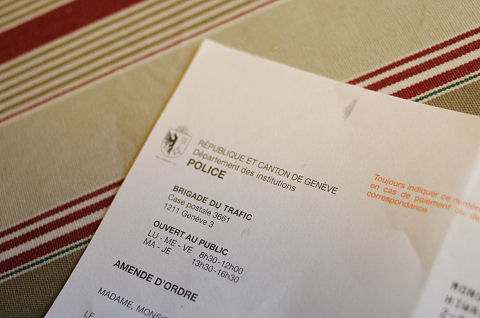 RÉPUBLIQUE ET CANTON DE GENÈVE
Département des institutions
POLICE
Toujours indiquer ce
en cas de paiement ou de
correspondance
BRIGADE DU TRAFIC
Case postale 3661
1211 Genève 3
OUVERT AU PUBLIC
LU - ME - VE 8h30-12h00
MA - JE 13h30-16h30
AMENDE D'ORDRE
MADAME,
LE